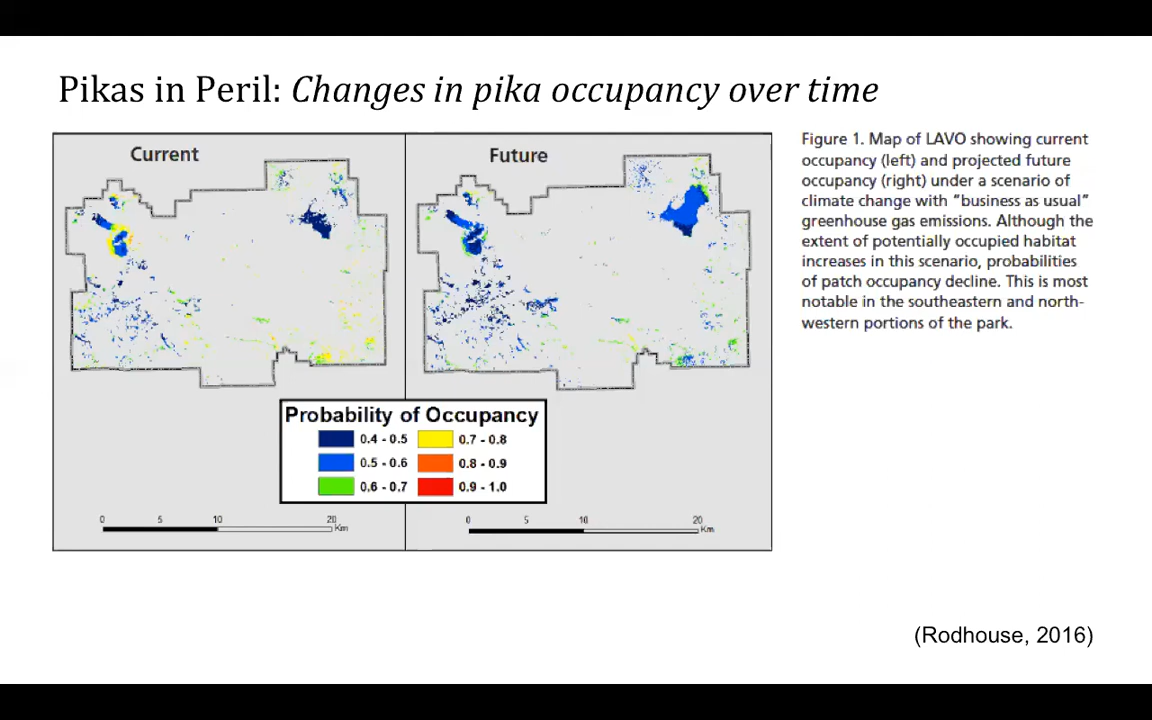 Pikas in Peril: Changes in pika occupancy over time
Current
Future
Probability of Occupancy
0.4 - 0.5
0.7 - 0.8
0.5 - 0.6
0.8 - 0.9
0.6 - 0.7
0.9 - 1.0
0 5 10 20 Km
0 5 10 20 Km
Figure 1. Map of LAVO showing current
occupancy (left) and projected future
occupancy (right) under a scenario of
climate change with “business as usual”
greenhouse gas emissions. Although the
extent of potentially occupied habitat
increases in this scenario, probabilities
of patch occupancy decline. This is most
notable in the southeastern and north-
western portions of the park.
(Rodhouse, 2016)